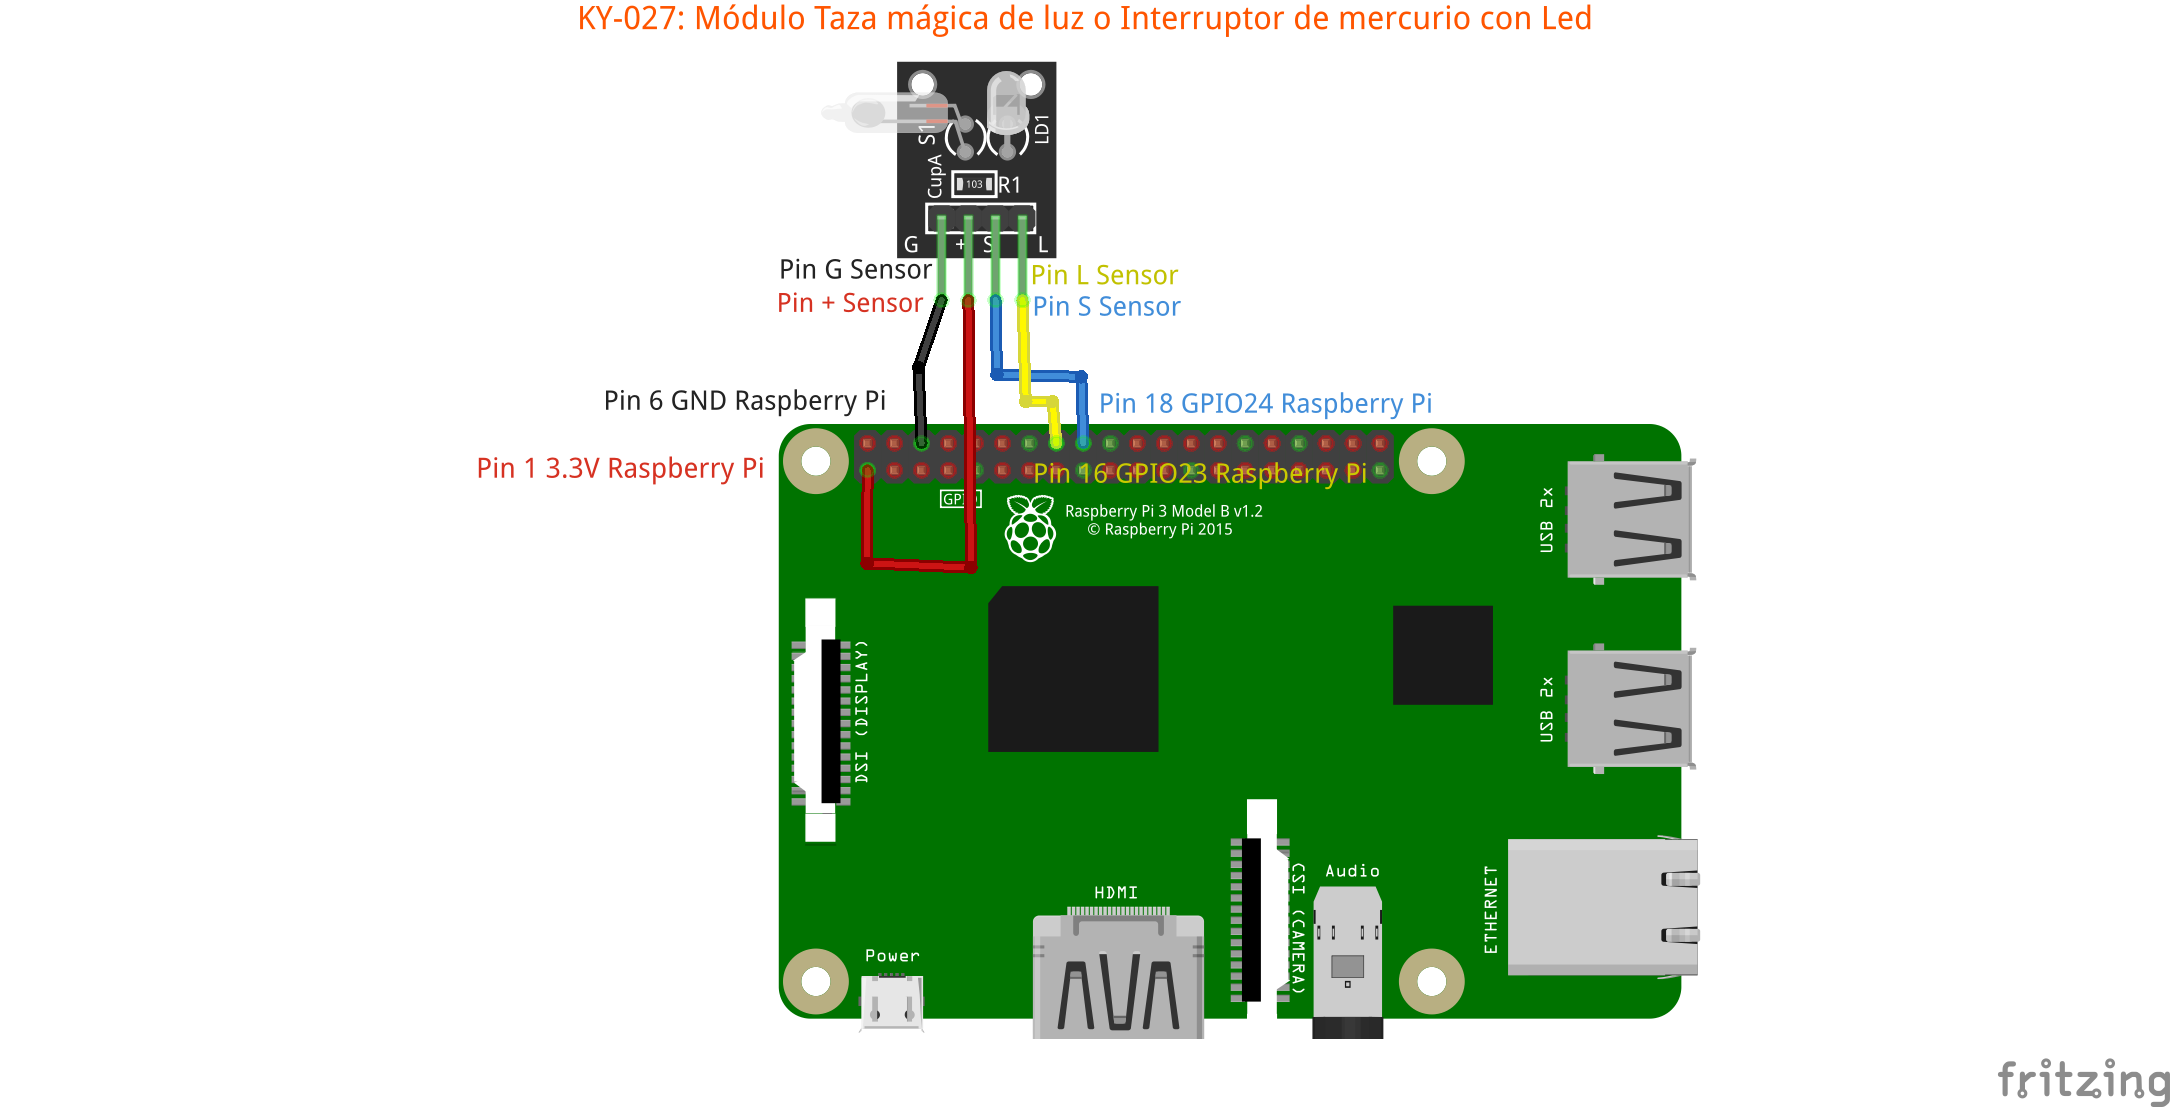 KY-027: Módulo Taza mágica de luz o Interruptor de mercurio con Led
S1
LD1
CupA
103
R1
G + S L
Pin G Sensor
Pin L Sensor
Pin + Sensor
Pin S Sensor
Pin 6 GND Raspberry Pi
Pin 18 GPIO24 Raspberry Pi
Pin 1 3.3V Raspberry Pi
Pin 16 GPIO23 Raspberry Pi
GPIO
Raspberry Pi 3 Model B v1.2
© Raspberry Pi 2015
USB 2x
DSI (DISPLAY)
USB 2x
HDMI
CSI (CAMERA)
Audio
ETHERNET
Power
fritzing